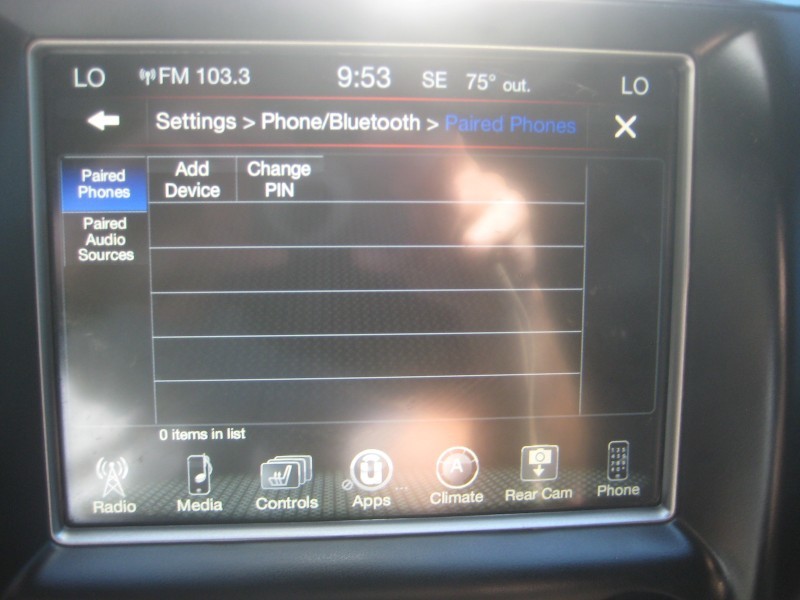 LO FM 103.3 9:53 SE 75° out. LO
Settings > Phone/Bluetooth > Paired Phones
Paired
Phones
Add
Device
Change
PIN
Paired
Audio
Sources
0 items in list
Radio Media Controls Apps Climate Rear Cam Phone